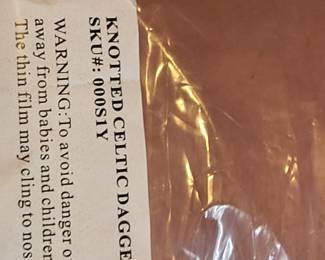 KNOTTED CELTIC DAGGE
SKU#: 000S1Y
WARNING: To avoid danger o
away from babies and children
The thin film may cling to nos